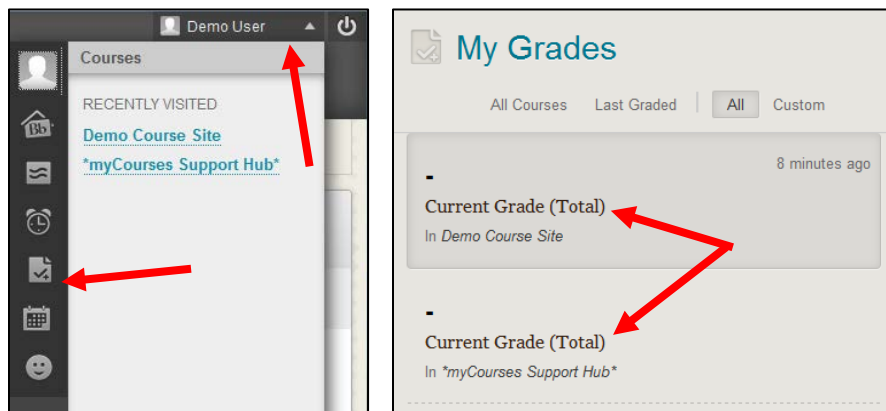 Demo User
Courses
RECENTLY VISITED
Demo Course Site
*myCourses Support Hub*
Bb
My Grades
All Courses Last Graded All Custom
-
8 minutes ago
Current Grade (Total)
In Demo Course Site
-
Current Grade (Total)
In *myCourses Support Hub*